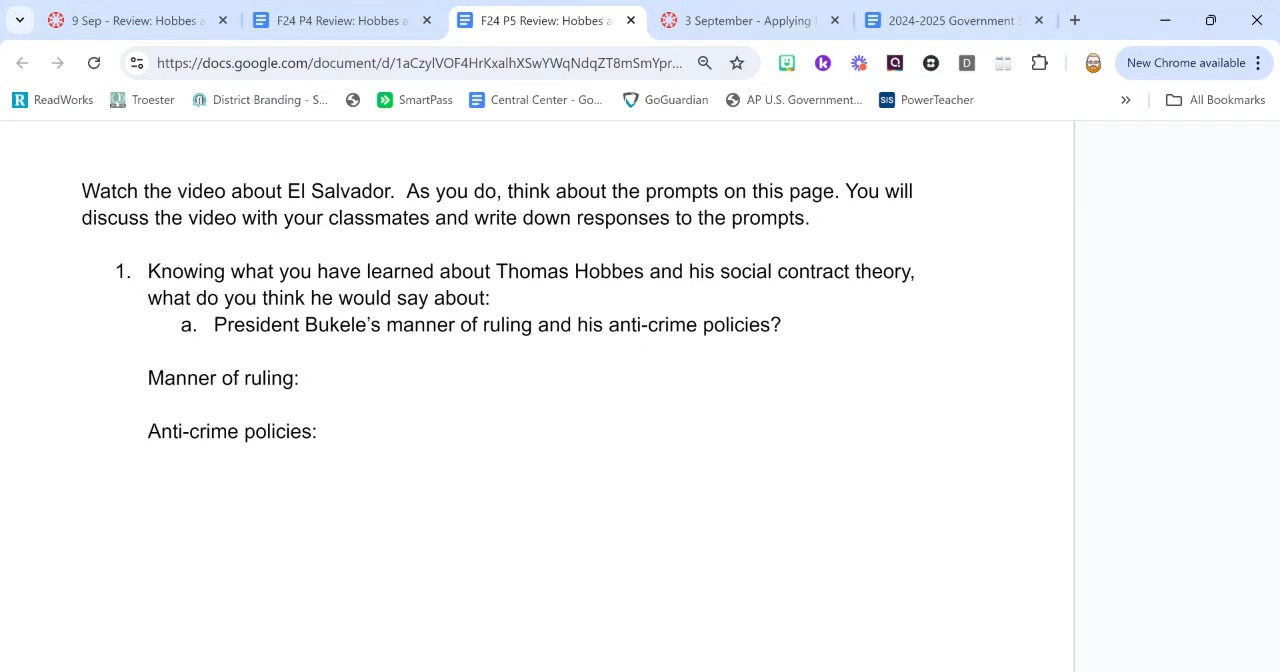 9 Sep - Review: Hobbes a
F24 P4 Review: Hobbes a
F24 P5 Review: Hobbes a
3 September - Applying
2024-2025 Government
https://docs.google.com/document/d/1aCzylVOF4HrKxalhXSwYWqNdqZT8mSmYpr...
New Chrome available
ReadWorks
Troester
District Branding - S...
SmartPass
Central Center - Go...
GoGuardian
AP U.S. Government...
SIS PowerTeacher
All Bookmarks
Watch the video about El Salvador.  As you do, think about the prompts on this page. You will
discuss the video with your classmates and write down responses to the prompts.
1. Knowing what you have learned about Thomas Hobbes and his social contract theory,
what do you think he would say about:
a. President Bukele's manner of ruling and his anti-crime policies?
Manner of ruling:
Anti-crime policies: